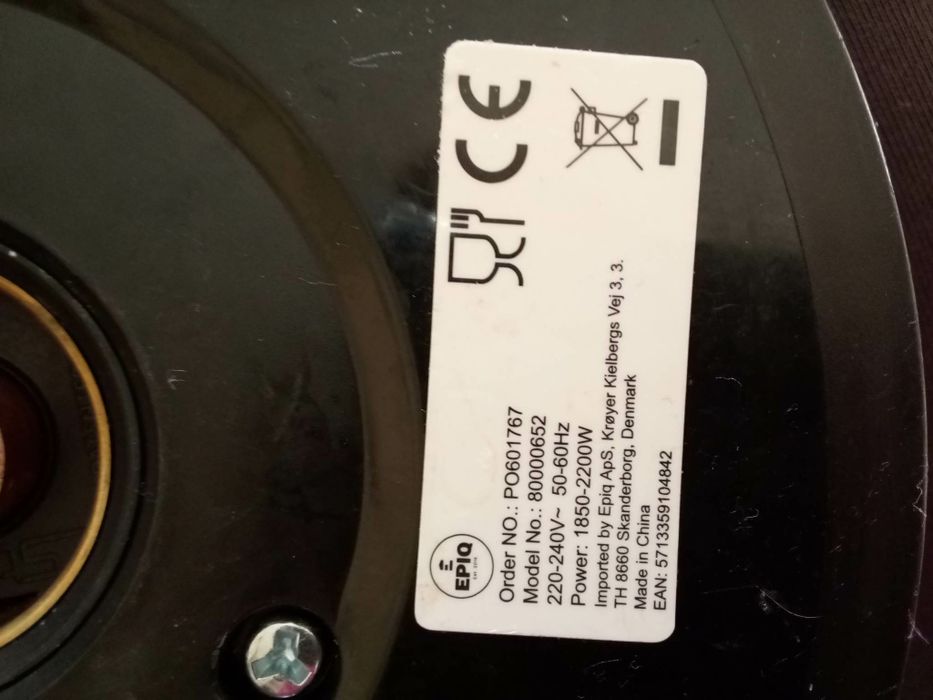 EPIQ
Order NO.: PO601767
Model No.: 80000652
220-240V~ 50-60Hz
Power: 1850-2200W
Imported by Epiq ApS, Krøyer Kielbergs Vej 3, 3.
TH 8660 Skanderborg, Denmark
Made in China
EAN: 5713359104842
CE